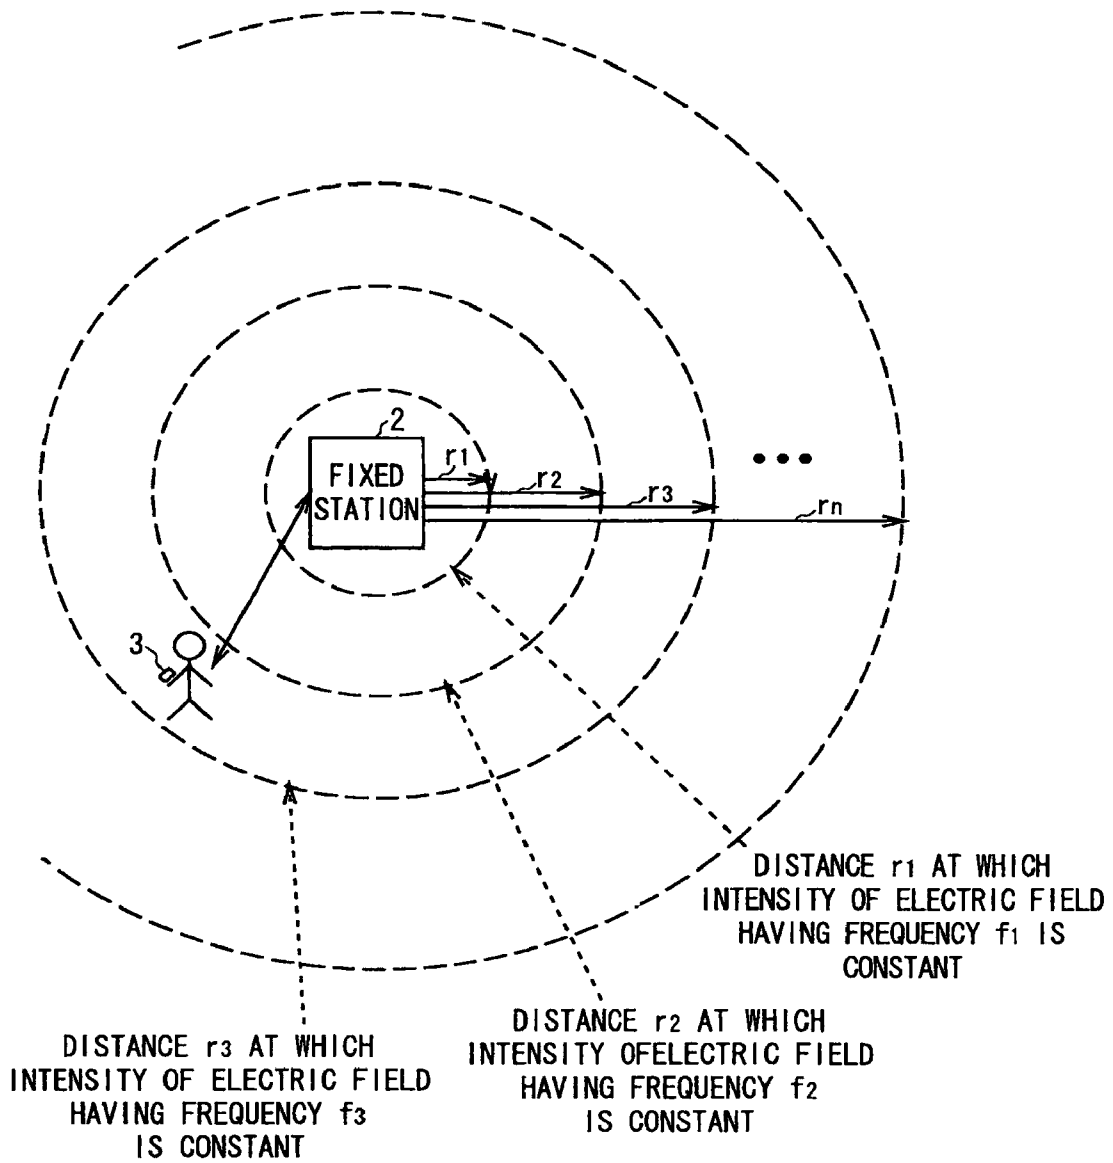 2
FIXED
STATION
r1
r2
r3
rn
3
DISTANCE r1 AT WHICH
INTENSITY OF ELECTRIC FIELD
HAVING FREQUENCY f1 IS
CONSTANT
DISTANCE r2 AT WHICH
INTENSITY OFELECTRIC FIELD
HAVING FREQUENCY f2
IS CONSTANT
DISTANCE r3 AT WHICH
INTENSITY OF ELECTRIC FIELD
HAVING FREQUENCY f3
IS CONSTANT